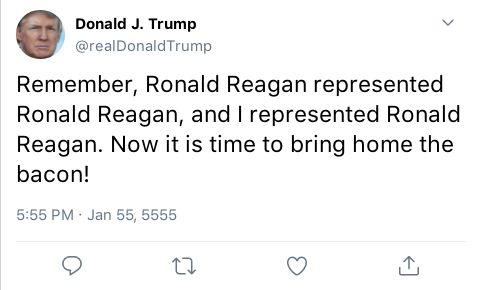 Donald J. Trump
@realDonaldTrump
Remember, Ronald Reagan represented
Ronald Reagan, and I represented Ronald
Reagan. Now it is time to bring home the
bacon!
5:55 PM · Jan 55, 5555